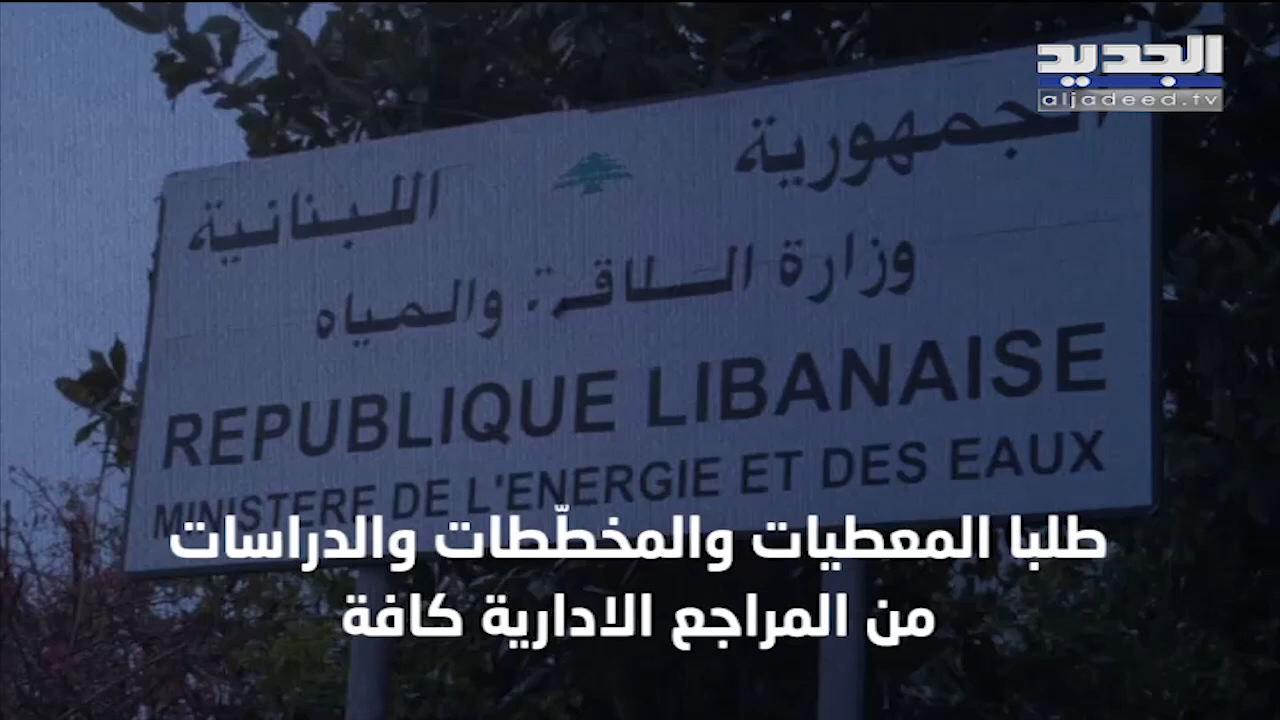 الجديد
aljadeed.tv
الجمهورية اللبنانية
وزارة الطاقة والمياه
REPUBLIQUE LIBANAISE
MINISTERE DE L'ENERGIE ET DES EAUX
طلبا المعطيات والمخطّطات والدراسات
من المراجع الادارية كافة